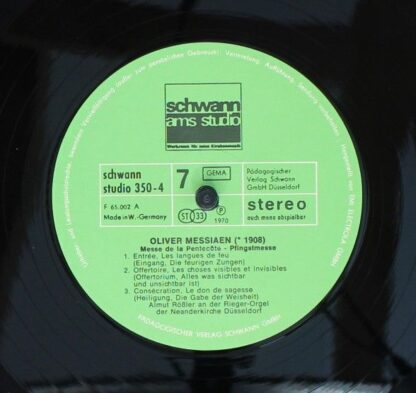 schwann
ams studio
Werkraum für neue Kirchenmusik
schwann
studio 350-4
7
GEMA
Pädagogischer
Verlag Schwann
GmbH Düsseldorf
F 65.002 A
Made in W.-Germany
ST 33
P
1970
stereo
auch mono abspielbar
OLIVER MESSIAEN (* 1908)
Messe de la Pentecôte - Pfingstmesse
1. Entrée, Les langues de feu
(Eingang, Die feurigen Zungen)
2. Offertoire, Les choses visibles et invisibles
(Offertorium, Alles was sichtbar
und unsichtbar ist)
3. Consécration, Le don de sagesse
(Heiligung, Die Gabe der Weisheit)
Almut Rößler an der Rieger-Orgel
der Neanderkirche Düsseldorf
PÄDAGOGISCHER VERLAG SCHWANN GMBH